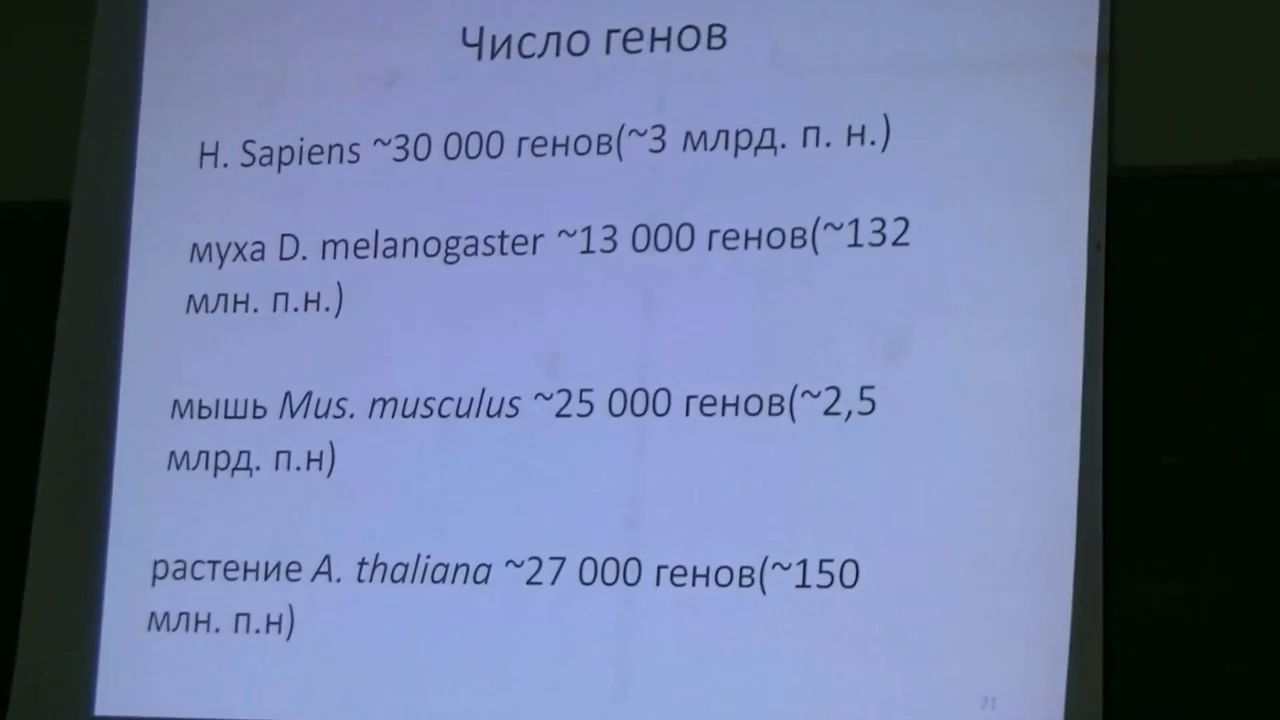 Число генов
H. Sapiens ~30 000 генов(~3 млрд. п. н.)
муха D. melanogaster ~13 000 генов(~132
млн. п.н.)
мышь Mus. musculus ~25 000 генов(~2,5
млрд. п.н)
растение A. thaliana ~27 000 генов(~150
млн. п.н)